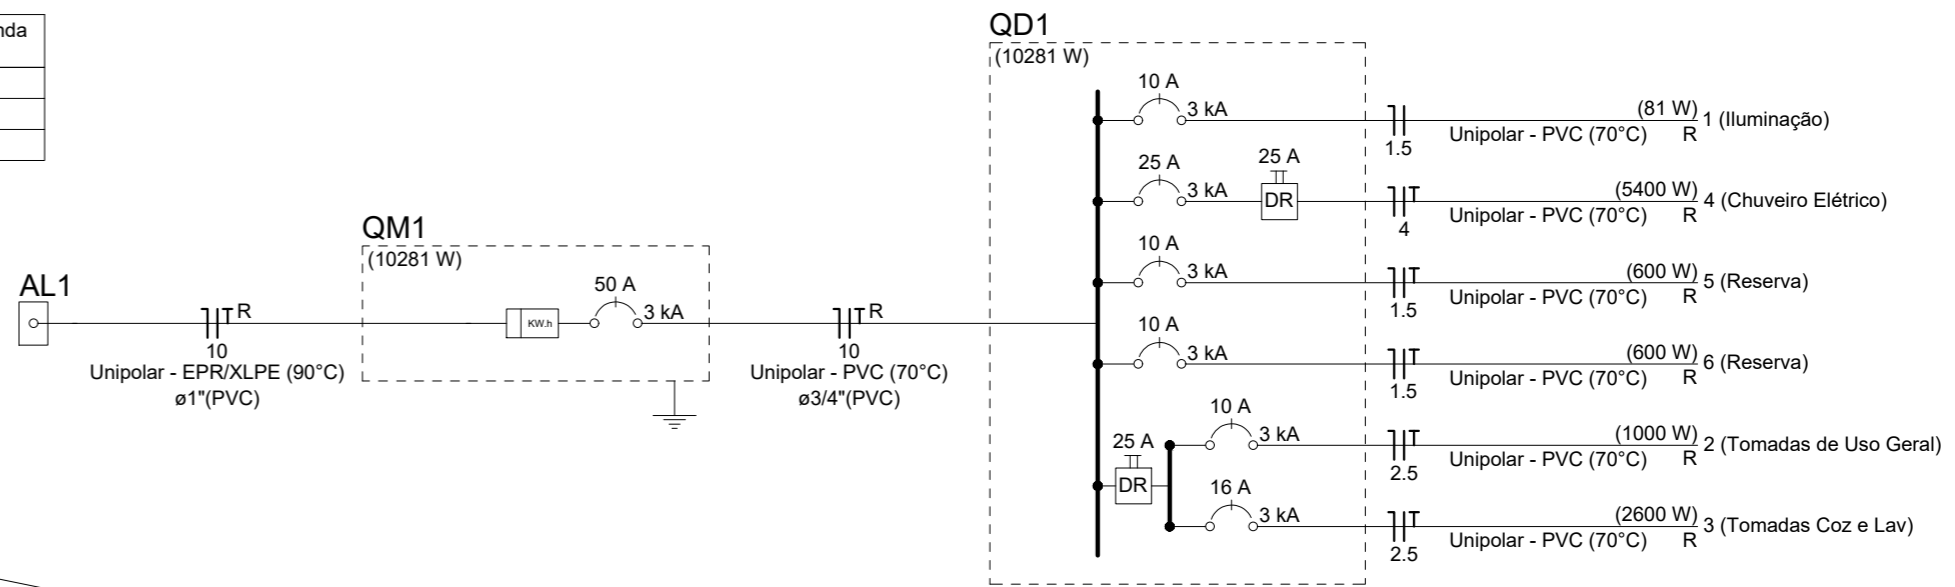 QD1
(10281 W)
10 A
3 kA
(81 W)
1 (Iluminação)
1.5
Unipolar - PVC (70°C)
R
25 A
3 kA
25 A
DR
(5400 W)
4 (Chuveiro Elétrico)
4
Unipolar - PVC (70°C)
R
QM1
(10281 W)
10 A
3 kA
(600 W)
5 (Reserva)
1.5
Unipolar - PVC (70°C)
R
AL1
R
10
Unipolar - EPR/XLPE (90°C)
ø1"(PVC)
KW.h
50 A
3 kA
R
10
Unipolar - PVC (70°C)
ø3/4"(PVC)
10 A
3 kA
(600 W)
6 (Reserva)
1.5
Unipolar - PVC (70°C)
R
25 A
DR
10 A
3 kA
(1000 W)
2 (Tomadas de Uso Geral)
2.5
Unipolar - PVC (70°C)
R
16 A
3 kA
(2600 W)
3 (Tomadas Coz e Lav)
2.5
Unipolar - PVC (70°C)
R